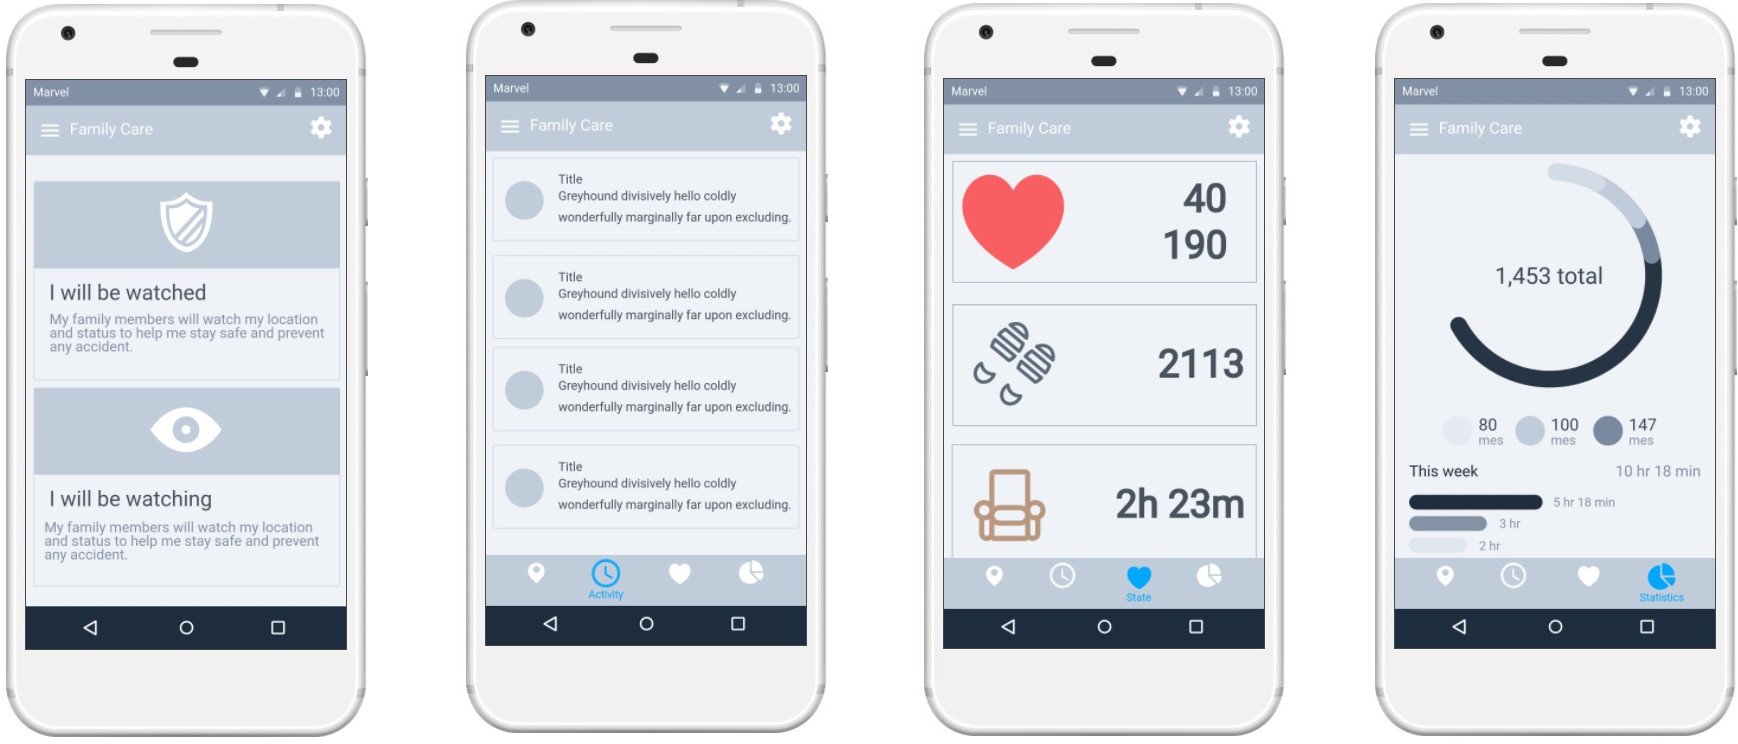 Marvel 13:00
Family Care
I will be watched
My family members will watch my location
and status to help me stay safe and prevent
any accident.
I will be watching
My family members will watch my location
and status to help me stay safe and prevent
any accident.
Marvel 13:00
Family Care
Title
Greyhound divisively hello coldly
wonderfully marginally far upon excluding.
Title
Greyhound divisively hello coldly
wonderfully marginally far upon excluding.
Title
Greyhound divisively hello coldly
wonderfully marginally far upon excluding.
Title
Greyhound divisively hello coldly
wonderfully marginally far upon excluding.
Activity
Marvel 13:00
Family Care
40
190
2113
2h 23m
State
Marvel 13:00
Family Care
1,453 total
80 100 147
mes mes mes
This week 10 hr 18 min
5 hr 18 min
3 hr
2 hr
Statistics